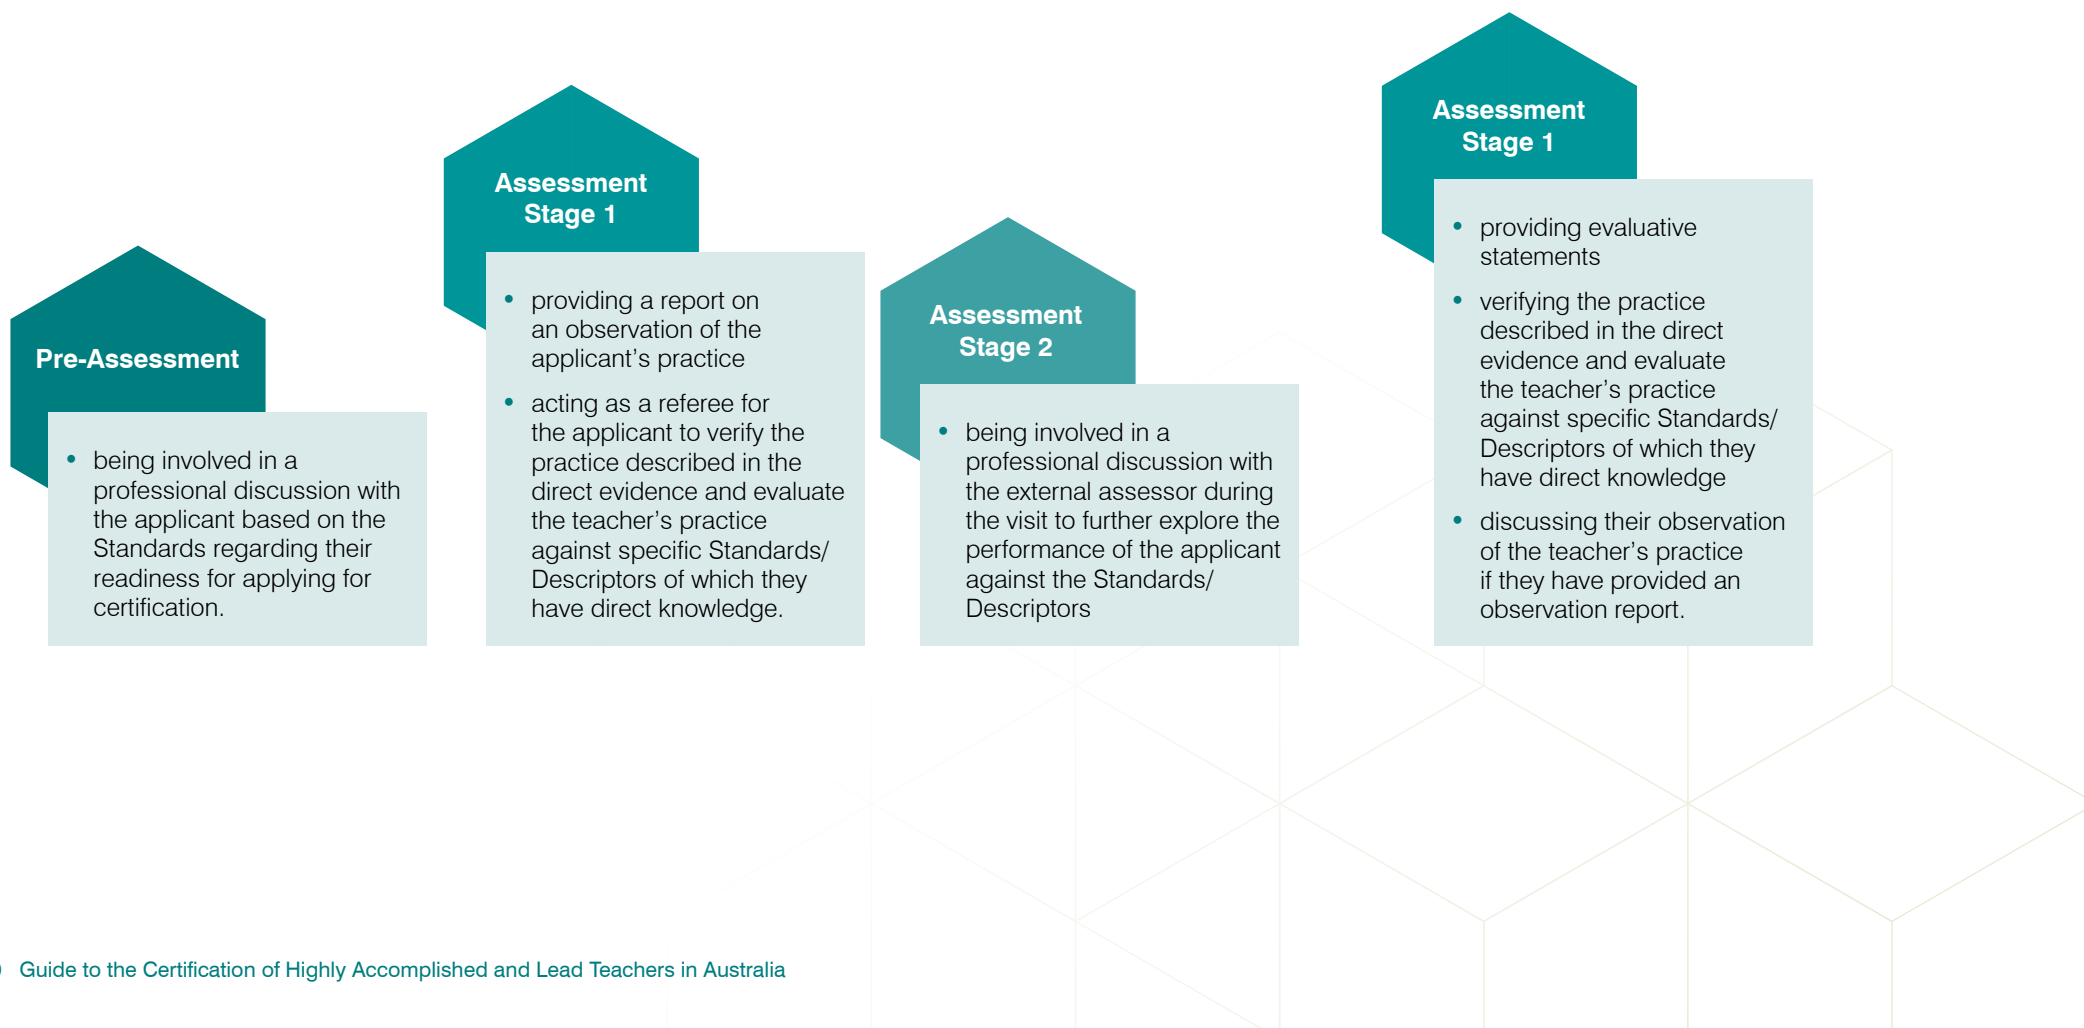 Pre-Assessment
• being involved in a
professional discussion with
the applicant based on the
Standards regarding their
readiness for applying for
certification.
Assessment
Stage 1
• providing a report on
an observation of the
applicant’s practice
• acting as a referee for
the applicant to verify the
practice described in the
direct evidence and evaluate
the teacher’s practice
against specific Standards/
Descriptors of which they
have direct knowledge.
Assessment
Stage 2
• being involved in a
professional discussion with
the external assessor during
the visit to further explore the
performance of the applicant
against the Standards/
Descriptors
Assessment
Stage 1
• providing evaluative
statements
• verifying the practice
described in the direct
evidence and evaluate
the teacher’s practice
against specific Standards/
Descriptors of which they
have direct knowledge
• discussing their observation
of the teacher’s practice
if they have provided an
observation report.
Guide to the Certification of Highly Accomplished and Lead Teachers in Australia